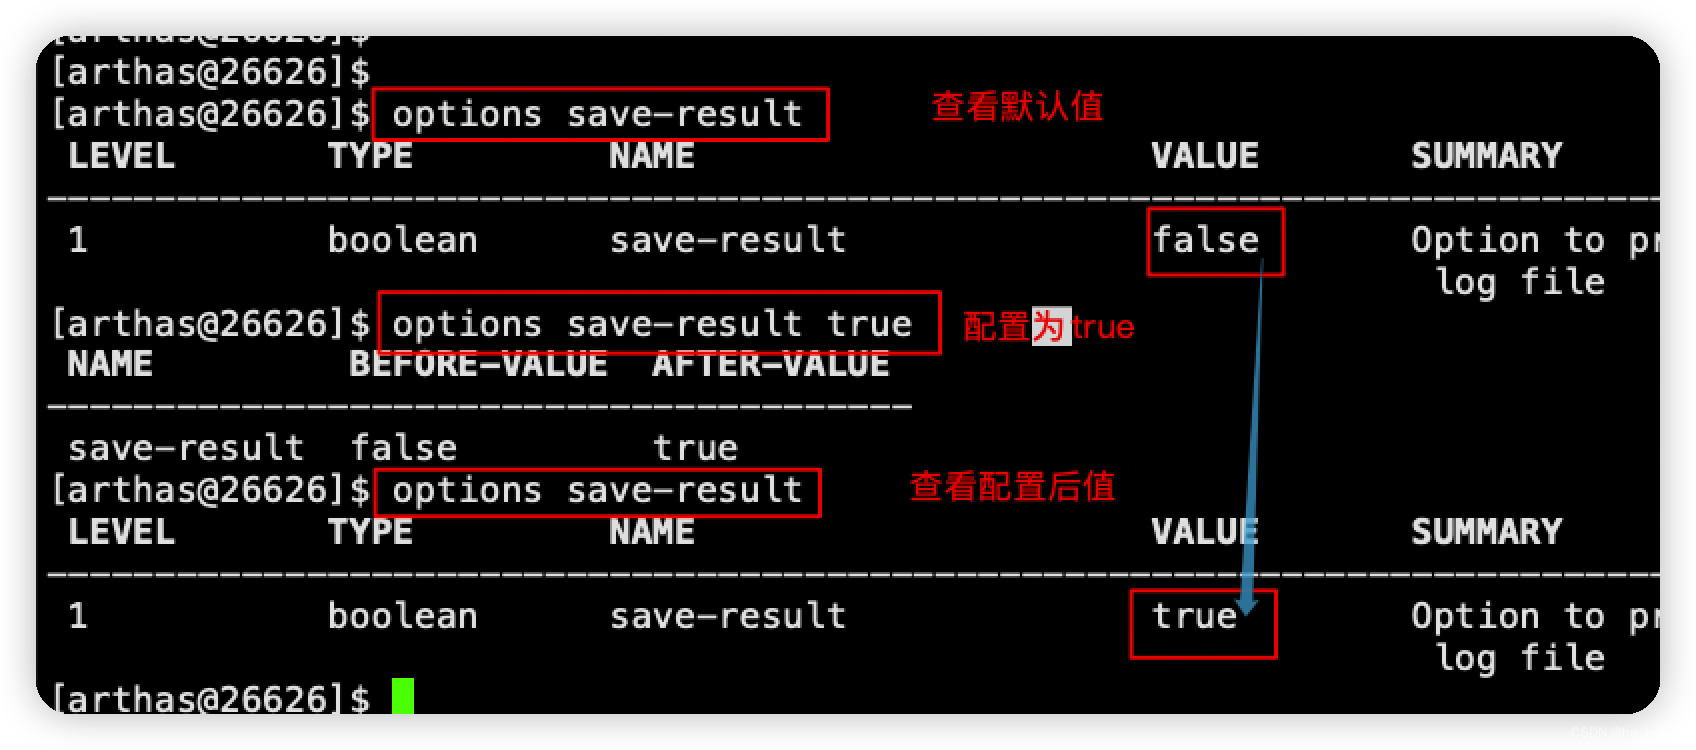 [arthas@26626]$
[arthas@26626]$
[arthas@26626]$ options save-result 查看默认值
LEVEL TYPE NAME VALUE SUMMARY
1 boolean save-result false Option to pr
log file
[arthas@26626]$ options save-result true 配置为true
NAME BEFORE-VALUE AFTER-VALUE
save-result false true
[arthas@26626]$ options save-result 查看配置后值
LEVEL TYPE NAME VALUE SUMMARY
1 boolean save-result true Option to pr
log file
[arthas@26626]$